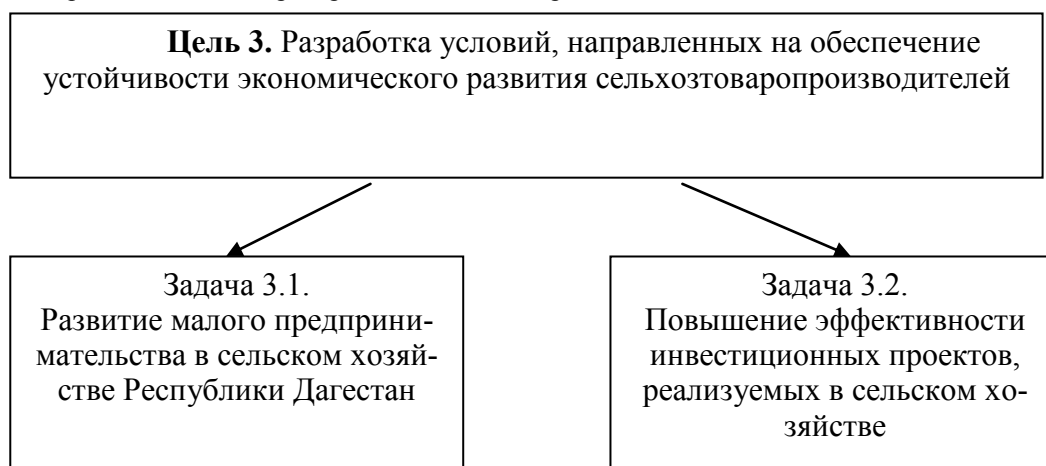 Цель 3. Разработка условий, направленных на обеспечение
устойчивости экономического развития сельхозтоваропроизводителей
Задача 3.1.
Развитие малого предприни-
мательства в сельском хозяй-
стве Республики Дагестан
Задача 3.2.
Повышение эффективности
инвестиционных проектов,
реализуемых в сельском хо-
зяйстве